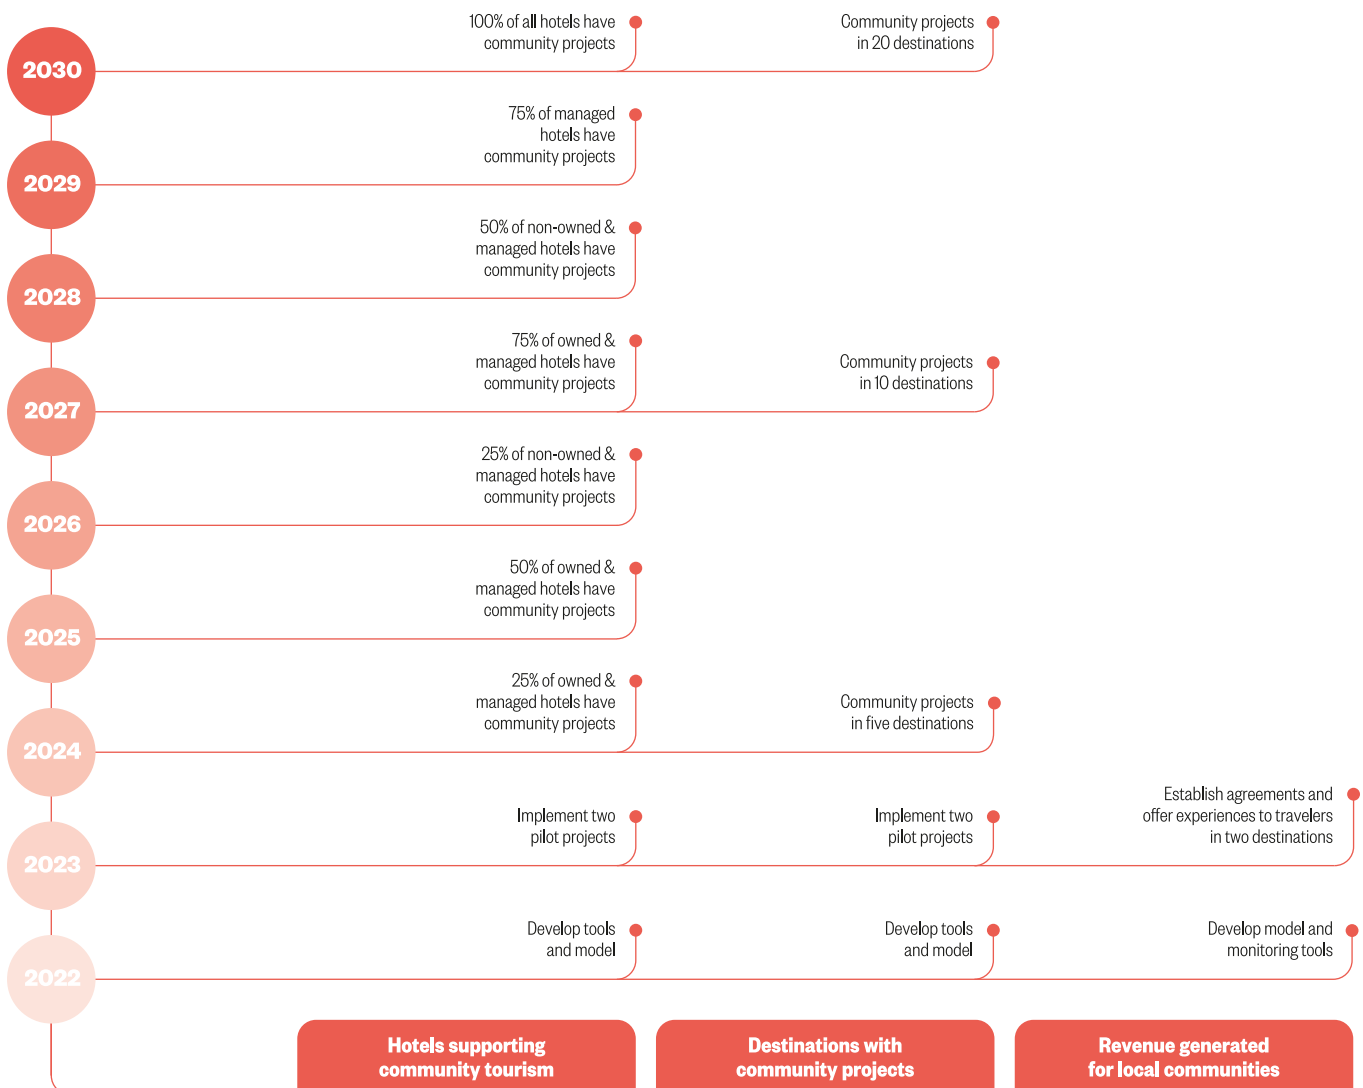 100% of all hotels have
community projects
Community projects
in 20 destinations
2030
75% of managed
hotels have
community projects
2029
50% of non-owned &
managed hotels have
community projects
2028
75% of owned &
managed hotels have
community projects
Community projects
in 10 destinations
2027
25% of non-owned &
managed hotels have
community projects
2026
50% of owned &
managed hotels have
community projects
2025
25% of owned &
managed hotels have
community projects
Community projects
in five destinations
2024
Implement two
pilot projects
Implement two
pilot projects
Establish agreements and
offer experiences to travelers
in two destinations
2023
Develop tools
and model
Develop tools
and model
Develop model and
monitoring tools
2022
Hotels supporting
community tourism
Destinations with
community projects
Revenue generated
for local communities